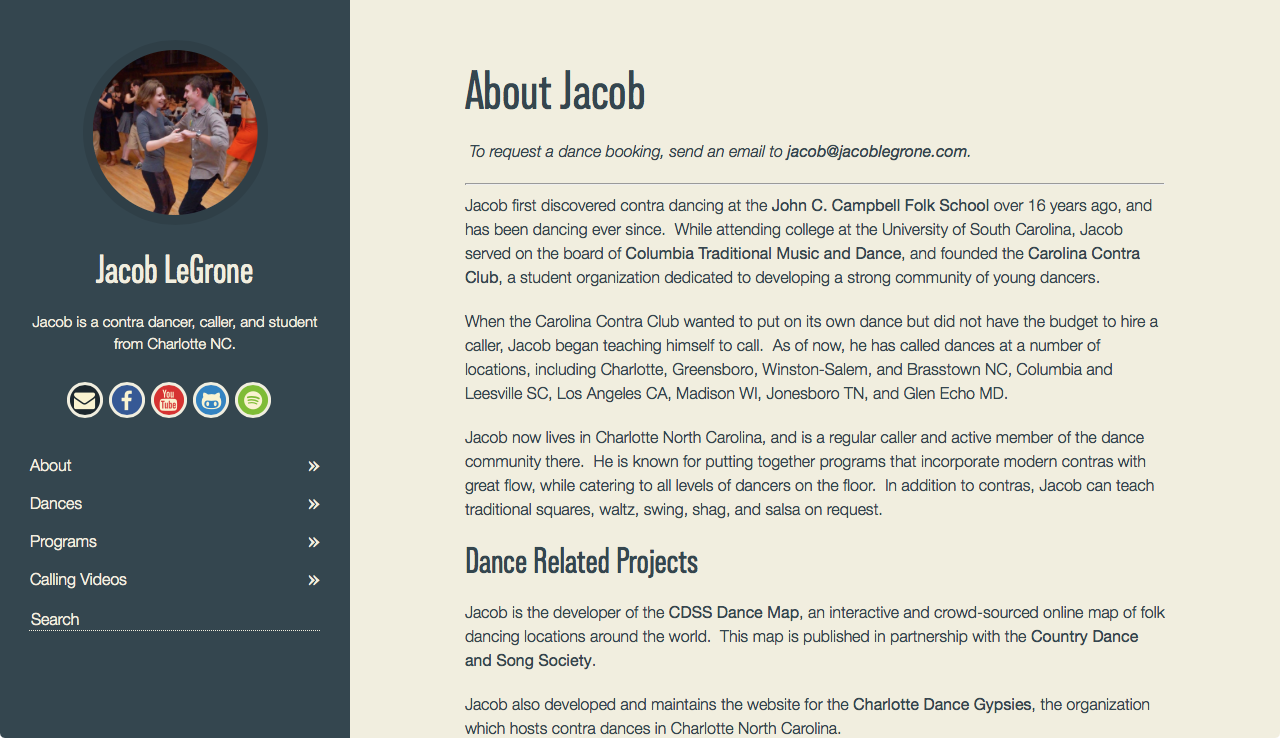 Jacob LeGrone
Jacob is a contra dancer, caller, and student
from Charlotte NC.
You
Tube
About
Dances
Programs
Calling Videos
Search
About Jacob
To request a dance booking, send an email to jacob@jacoblegrone.com.
Jacob first discovered contra dancing at the John C. Campbell Folk School over 16 years ago, and
has been dancing ever since.  While attending college at the University of South Carolina, Jacob
served on the board of Columbia Traditional Music and Dance, and founded the Carolina Contra
Club, a student organization dedicated to developing a strong community of young dancers.
When the Carolina Contra Club wanted to put on its own dance but did not have the budget to hire a
caller, Jacob began teaching himself to call.  As of now, he has called dances at a number of
locations, including Charlotte, Greensboro, Winston-Salem, and Brasstown NC, Columbia and
Leesville SC, Los Angeles CA, Madison WI, Jonesboro TN, and Glen Echo MD.
Jacob now lives in Charlotte North Carolina, and is a regular caller and active member of the dance
community there.  He is known for putting together programs that incorporate modern contras with
great flow, while catering to all levels of dancers on the floor.  In addition to contras, Jacob can teach
traditional squares, waltz, swing, shag, and salsa on request.
Dance Related Projects
Jacob is the developer of the CDSS Dance Map, an interactive and crowd-sourced online map of folk
dancing locations around the world.  This map is published in partnership with the Country Dance
and Song Society.
Jacob also developed and maintains the website for the Charlotte Dance Gypsies, the organization
which hosts contra dances in Charlotte North Carolina.